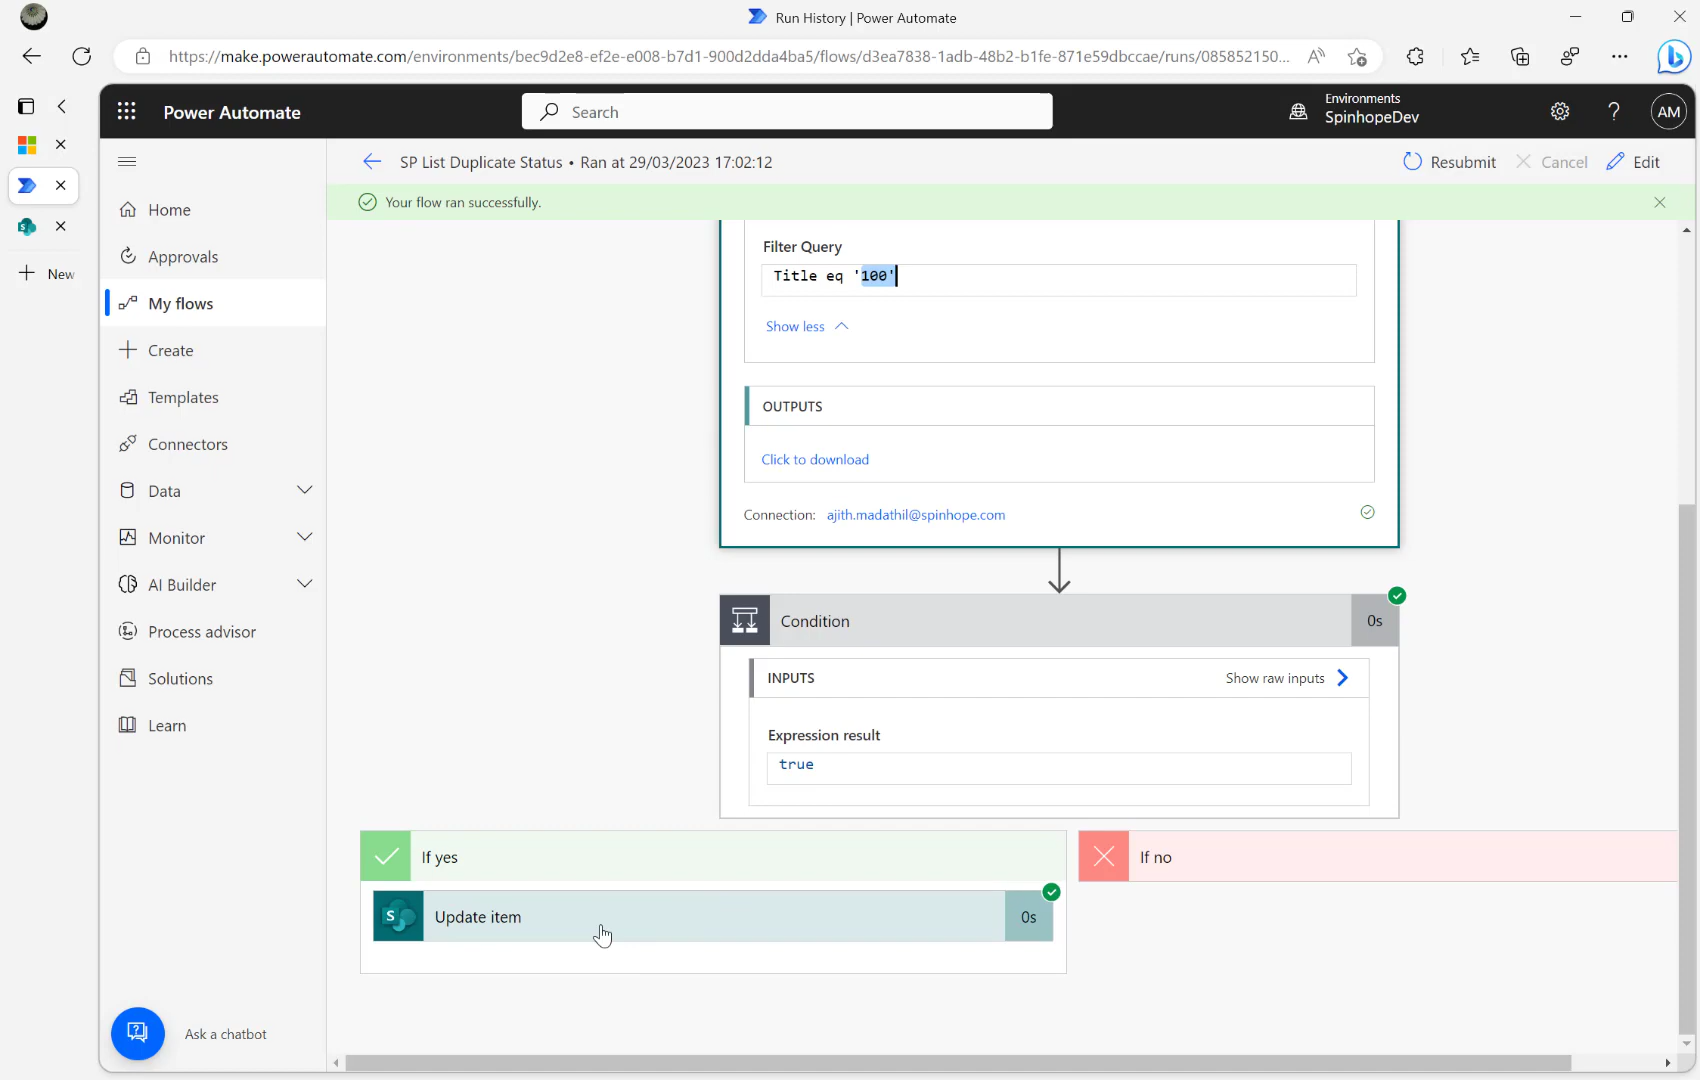 Run History | Power Automate
https://make.powerautomate.com/environments/bec9d2e8-ef2e-e008-b7d1-900d2dda4ba5/flows/d3ea7838-1adb-48b2-b1fe-871e59dbccae/runs/085852150...
Power Automate
Search
Environments
SpinhopeDev
?
AM
SP List Duplicate Status • Ran at 29/03/2023 17:02:12
Resubmit
Cancel
Edit
Your flow ran successfully.
New
Home
Approvals
My flows
Create
Templates
Connectors
Data
Monitor
AI Builder
Process advisor
Solutions
Learn
Ask a chatbot
Filter Query
Title eq '100'
Show less
OUTPUTS
Click to download
Connection: ajith.madathil@spinhope.com
Condition
0s
INPUTS
Show raw inputs
Expression result
true
If yes
If no
S
Update item
0s